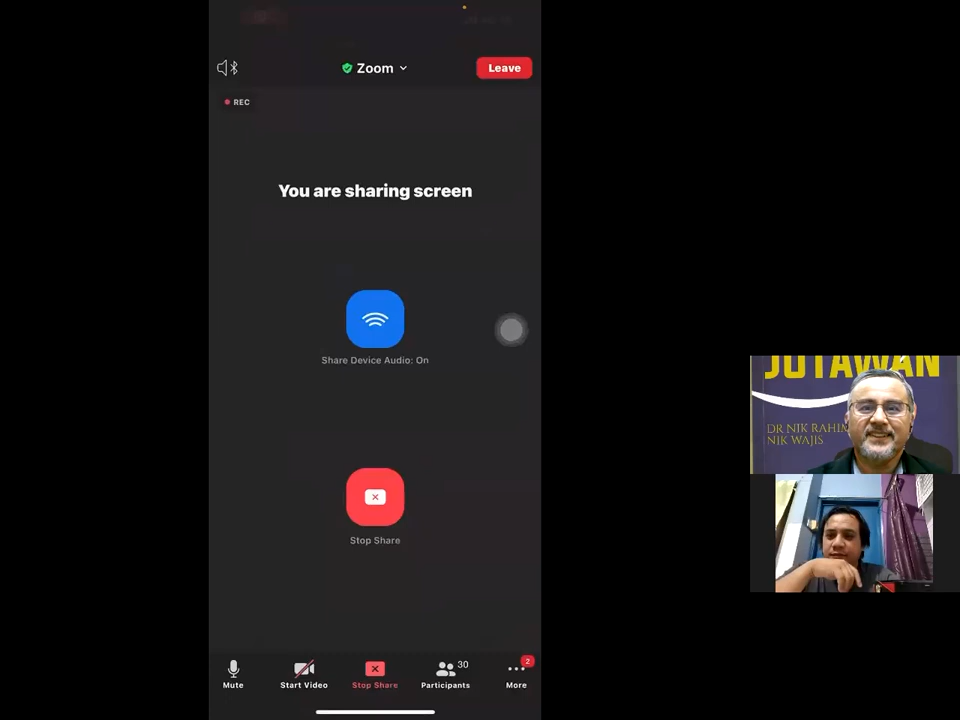 Zoom
Leave
REC
You are sharing screen
Share Device Audio: On
Stop Share
Mute
Start Video
Stop Share
Participants
30
More
2
JUTAWAN
DR NIK RAHIM
NIK WAJIS